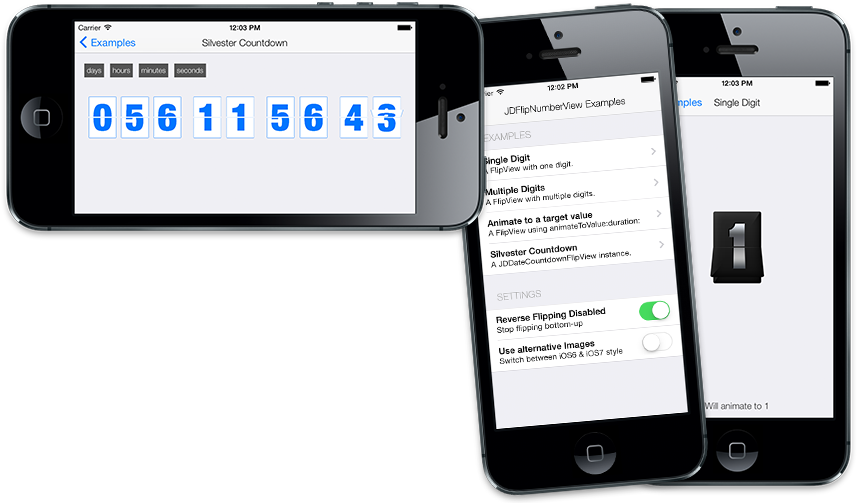 Carrier 12:03 PM
Examples Silvester Countdown
days hours minutes seconds
056 11 56 43
ier 12:02 PM
JDFlipNumberView Examples
EXAMPLES
Single Digit
A FlipView with one digit.
Multiple Digits
A FlipView with multiple digits.
Animate to a target value
A FlipView using animateToValue:duration:
Silvester Countdown
A JDDateCountdownFlipView instance.
SETTINGS
Reverse Flipping Disabled
Stop flipping bottom-up
Use alternative Images
Switch between iOS6 & iOS7 style
12:03 PM
mples Single Digit
1
Will animate to 1